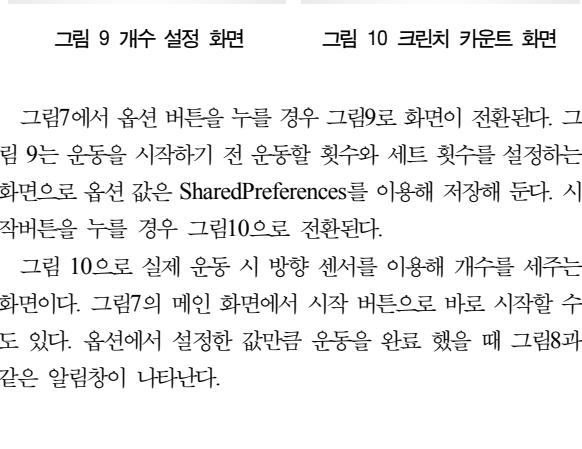 그림 9 개수 설정 화면
그림 10 크린치 카운트 화면
그림7에서 옵션 버튼을 누를 경우 그림9로 화면이 전환된다. 그
림 9는 운동을 시작하기 전 운동할 횟수와 세트 횟수를 설정하는
화면으로 옵션 값은 SharedPreferences를 이용해 저장해 둔다. 시
작버튼을 누를 경우 그림10으로 전환된다.
그림 10으로 실제 운동 시 방향 센서를 이용해 개수를 세주는
화면이다. 그림7의 메인 화면에서 시작 버튼으로 바로 시작할 수
도 있다. 옵션에서 설정한 값만큼 운동을 완료 했을 때 그림8과
같은 알림창이 나타난다.